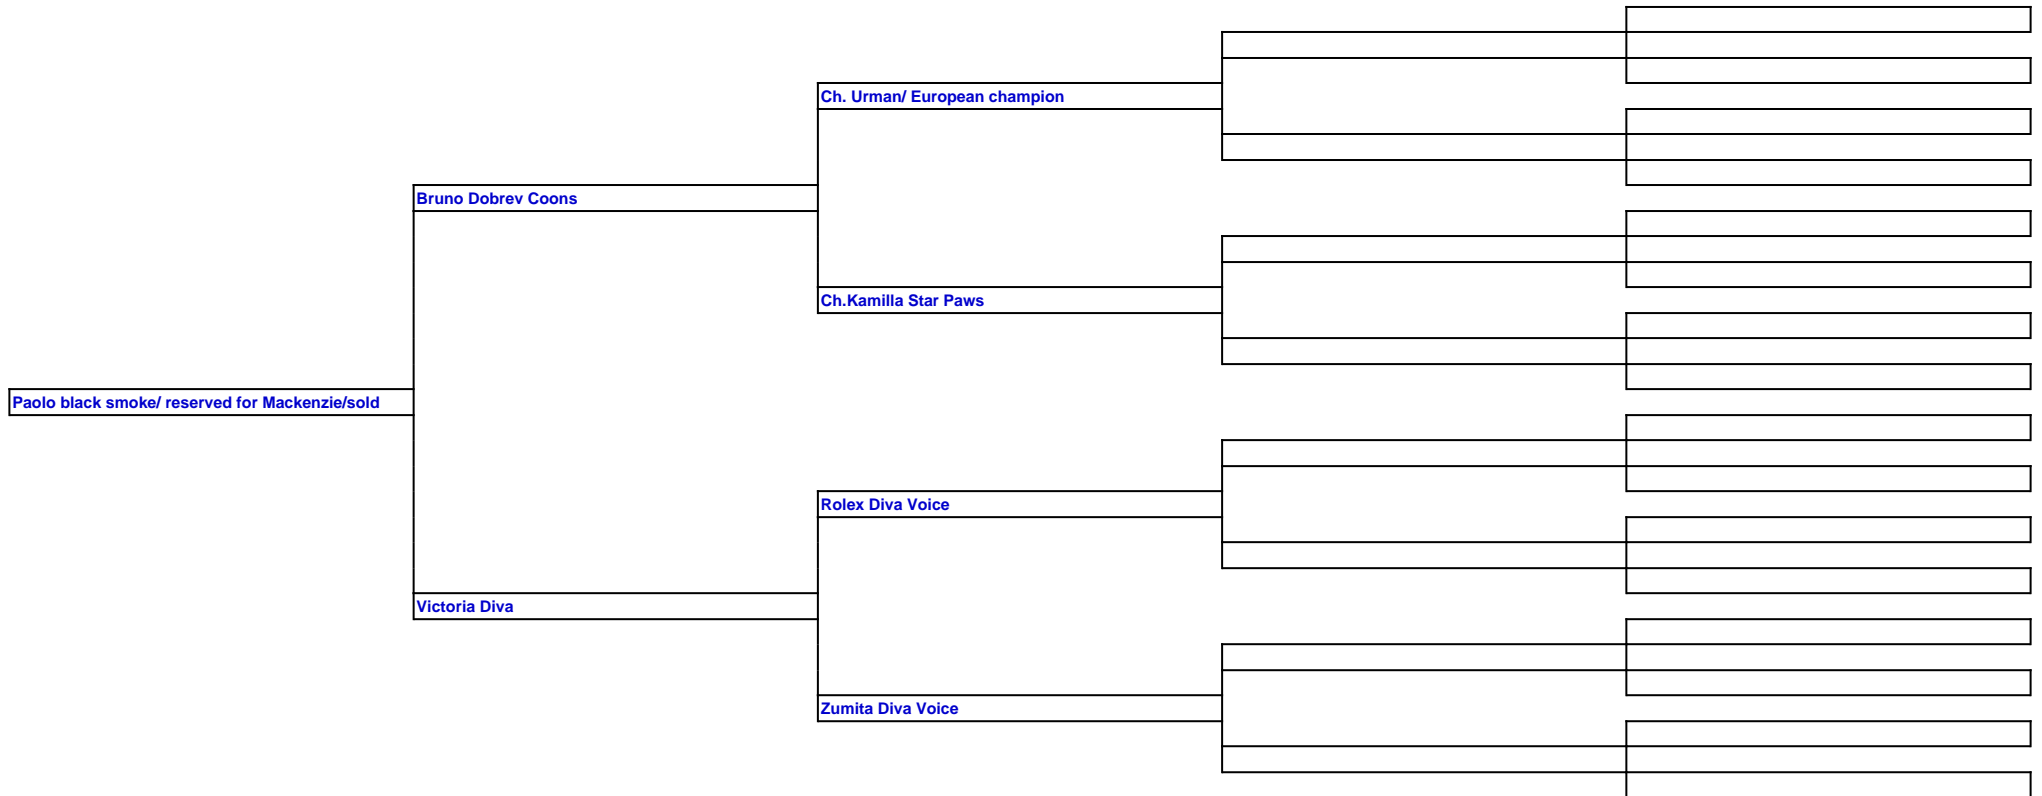 Ch. Urman/ European champion
Bruno Dobrev Coons
Ch.Kamilla Star Paws
Paolo black smoke/ reserved for Mackenzie/sold
Rolex Diva Voice
Victoria Diva
Zumita Diva Voice